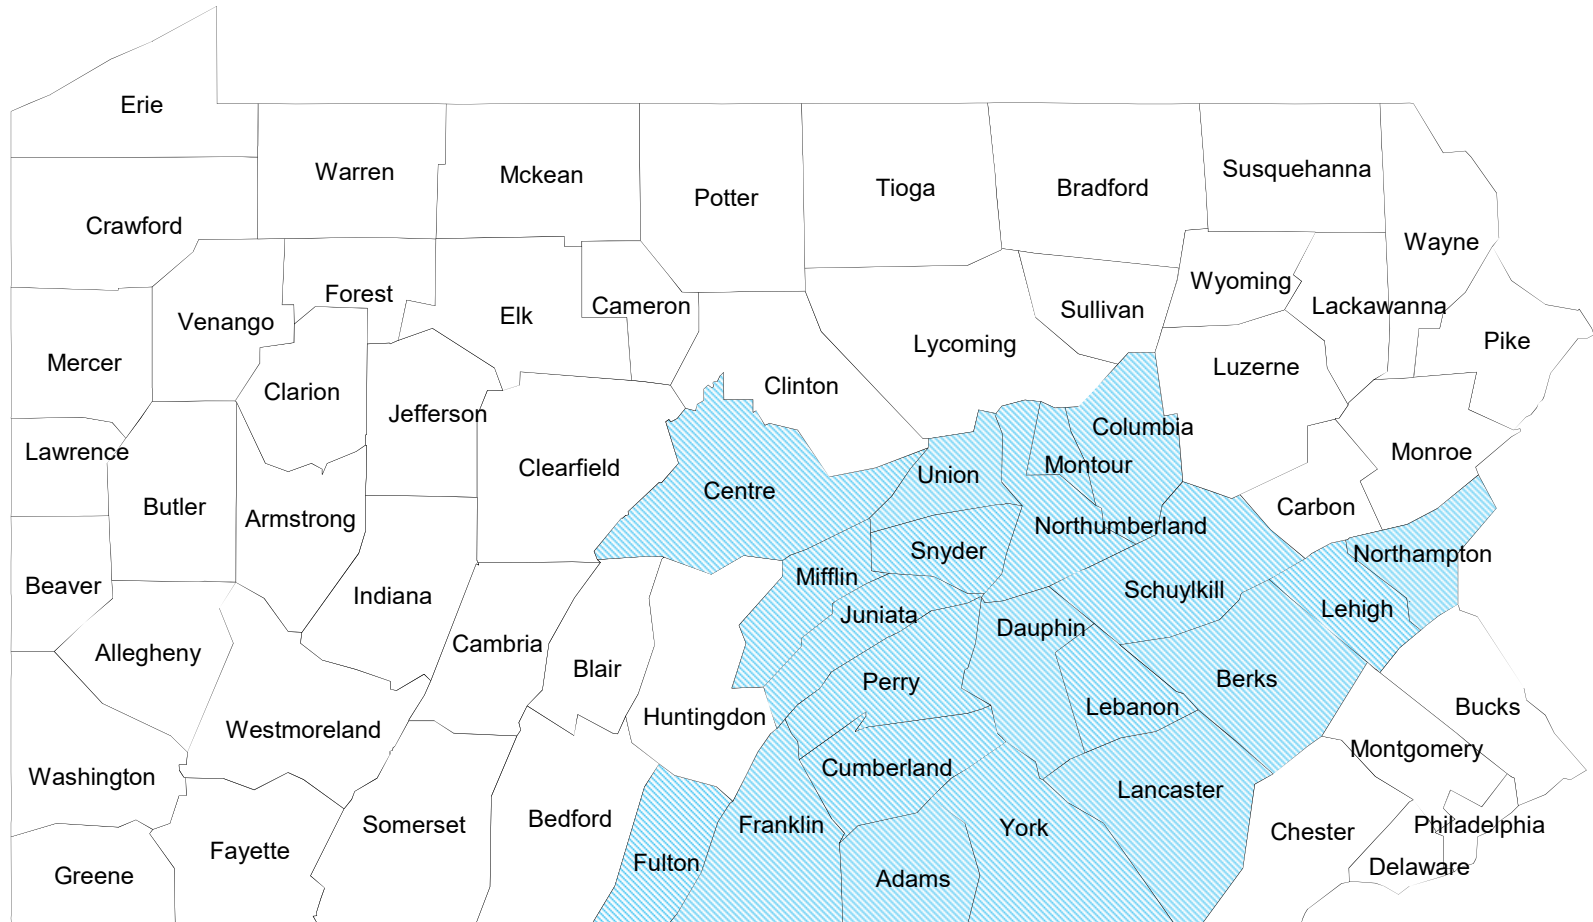 Erie
Warren
Mckean
Potter
Tioga
Bradford
Susquehanna
Crawford
Wayne
Forest
Venango
Elk
Cameron
Wyoming
Lackawanna
Sullivan
Pike
Mercer
Lycoming
Luzerne
Clarion
Clinton
Jefferson
Columbia
Lawrence
Monroe
Clearfield
Union
Montour
Centre
Butler
Carbon
Armstrong
Northumberland
Snyder
Northampton
Beaver
Mifflin
Indiana
Schuylkill
Juniata
Lehigh
Dauphin
Cambria
Allegheny
Blair
Perry
Berks
Westmoreland
Huntingdon
Lebanon
Bucks
Montgomery
Washington
Cumberland
Lancaster
Somerset
Bedford
Franklin
York
Philadelphia
Chester
Fayette
Fulton
Delaware
Greene
Adams